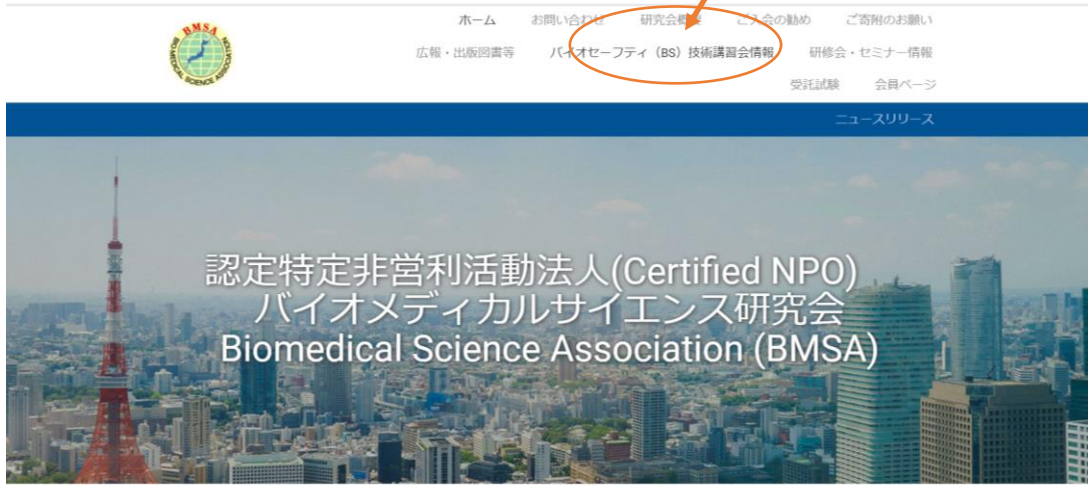 BMSA
BIOMEDICAL SCIENCE ASSOCIATION
ホーム お問い合わせ 研究会概要 ご入会の勧め ご寄附のお願い
広報・出版図書等 バイオセーフティ（BS）技術講習会情報 研修会・セミナー情報
受託試験 会員ページ
ニュースリリース
認定特定非営利活動法人(Certified NPO)
バイオメディカルサイエンス研究会
Biomedical Science Association (BMSA)